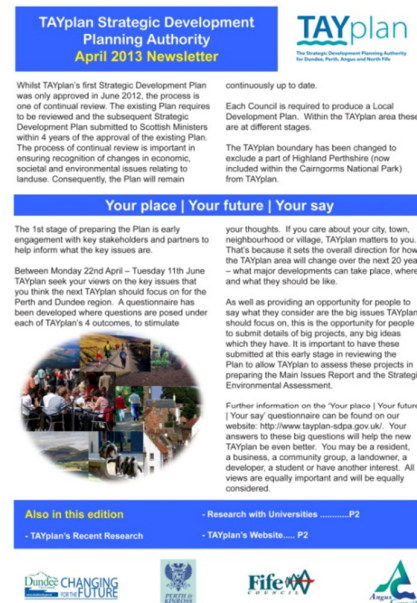 TAYplan Strategic Development
Planning Authority
April 2013 Newsletter
TAYplan
The Strategic Development Planning Authority
for Dundee, Perth, Angus and North Fife
Whilst TAYplan's first Strategic Development Plan
was only approved in June 2012, the process is
one of continual review. The existing Plan requires
to be reviewed and the subsequent Strategic
Development Plan submitted to Scottish Ministers
within 4 years of the approval of the existing Plan.
The process of continual review is important in
ensuring recognition of changes in economic,
societal and environmental issues relating to
landuse. Consequently, the Plan will remain
continuously up to date.
Each Council is required to produce a Local
Development Plan. Within the TAYplan area these
are at different stages.
The TAYplan boundary has been changed to
exclude a part of Highland Perthshire (now
included within the Cairngorms National Park)
from TAYplan.
Your place | Your future | Your say
The 1st stage of preparing the Plan is early
engagement with key stakeholders and partners to
help inform what the key issues are.
Between Monday 22nd April – Tuesday 11th June
TAYplan seek your views on the key issues that
you think the next TAYplan should focus on for the
Perth and Dundee region. A questionnaire has
been developed where questions are posed under
each of TAYplan's 4 outcomes, to stimulate
your thoughts. If you care about your city, town,
neighbourhood or village, TAYplan matters to you.
That's because it sets the overall direction for how
the TAYplan area will change over the next 20 yea
– what major developments can take place, where
and what they should be like.
As well as providing an opportunity for people to
say what they consider are the big issues TAYplan
should focus on, this is the opportunity for people
to submit details of big projects, any big ideas
which they have. It is important to have these
submitted at this early stage in reviewing the
Plan to allow TAYplan to assess these projects in
preparing the Main Issues Report and the Strategi
Environmental Assessment.
Further information on the 'Your place | Your future
| Your say' questionnaire can be found on our
website: http://www.tayplan-sdpa.gov.uk/. Your
answers to these big questions will help the new
TAYplan be even better. You may be a resident,
a business, a community group, a landowner, a
developer, a student or have another interest. All
views are equally important and will be equally
considered.
Also in this edition
- TAYplan's Recent Research
- Research with Universities ............P2
- TAYplan's Website..... P2
Dundee CHANGING
FOR THE FUTURE
PERTH &
KINROSS
Fife
COUNCIL
Angus